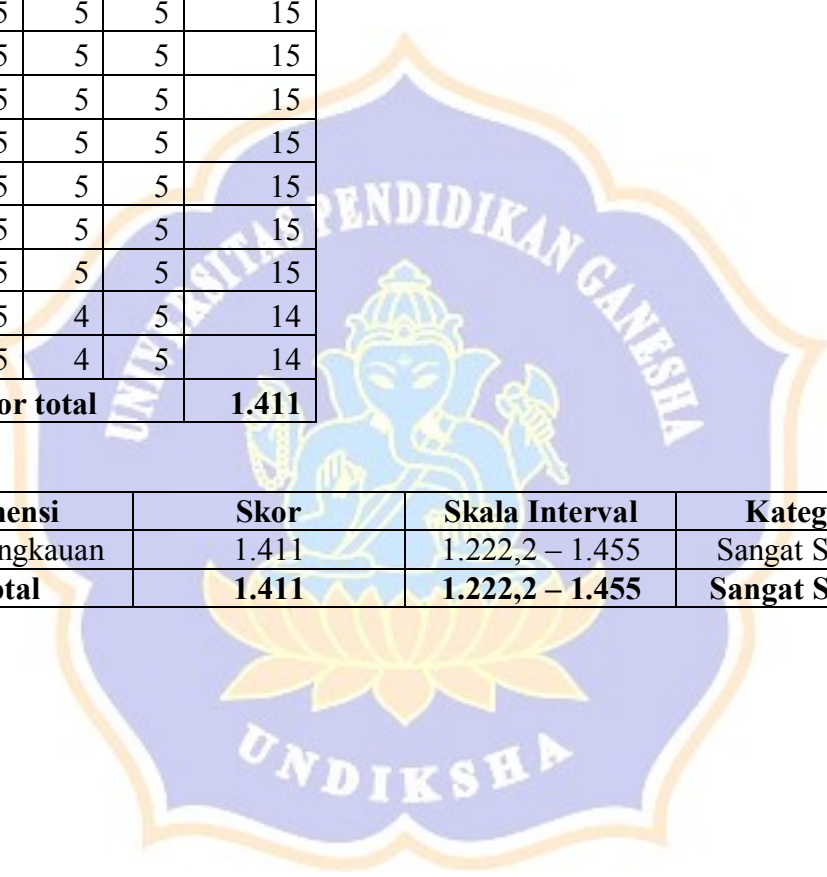 5 5 5 15
5 5 5 15
5 5 5 15
5 5 5 15
5 5 5 15
5 5 5 15
5 5 5 15
5 4 5 14
5 4 5 14
or total 1.411
UNIVERSITAS PENDIDIKAN GANESHA
ensi Skor Skala Interval Kateg
ngkauan 1.411 1.222,2 – 1.455 Sangat S
otal 1.411 1.222,2 – 1.455 Sangat S
UNDIKSHA